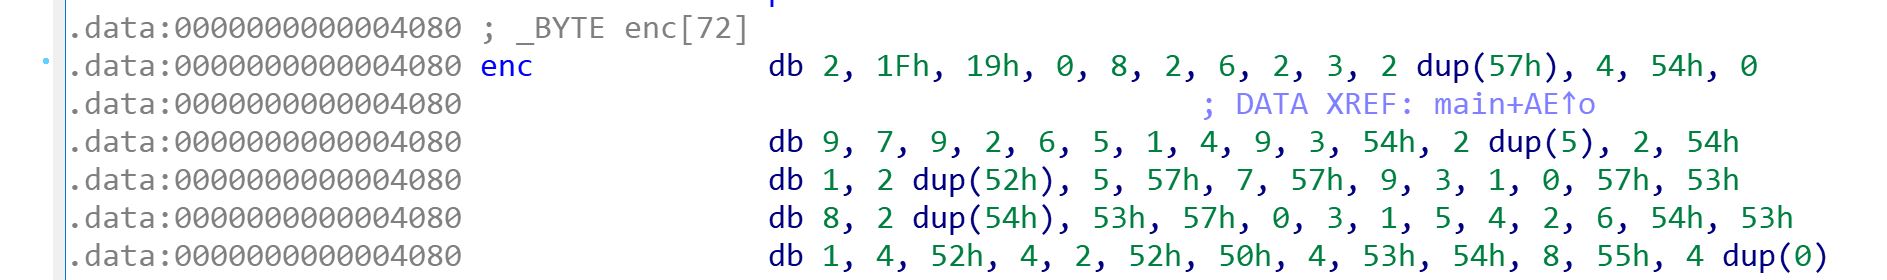 .data:0000000000004080 ; _BYTE enc[72]
.data:0000000000004080 enc db 2, 1Fh, 19h, 0, 8, 2, 6, 2, 3, 2 dup(57h), 4, 54h, 0
.data:0000000000004080 ; DATA XREF: main+AE↑o
.data:0000000000004080 db 9, 7, 9, 2, 6, 5, 1, 4, 9, 3, 54h, 2 dup(5), 2, 54h
.data:0000000000004080 db 1, 2 dup(52h), 5, 57h, 7, 57h, 9, 3, 1, 0, 57h, 53h
.data:0000000000004080 db 8, 2 dup(54h), 53h, 57h, 0, 3, 1, 5, 4, 2, 6, 54h, 53h
.data:0000000000004080 db 1, 4, 52h, 4, 2, 52h, 50h, 4, 53h, 54h, 8, 55h, 4 dup(0)